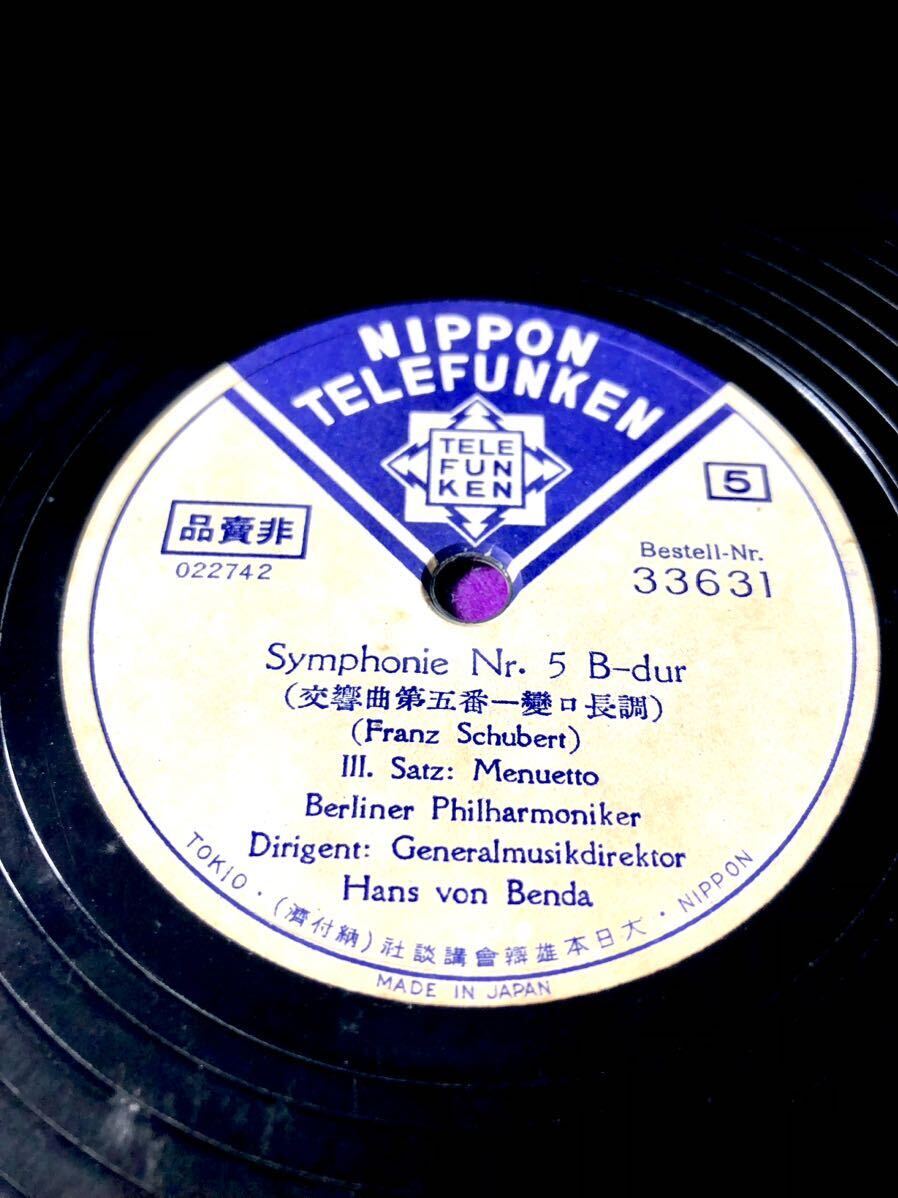 NIPPON
TELEFUNKEN
TELE
FUN
KEN
5
品賣非
022742
Bestell-Nr.
33631
Symphonie Nr. 5 B-dur
(交響曲第五番一變ロ長調)
(Franz Schubert)
III. Satz: Menuetto
Berliner Philharmoniker
Dirigent: Generalmusikdirektor
Hans von Benda
TOKIO・(濟付納)社談講會辯雄本日大・NIPPON
MADE IN JAPAN